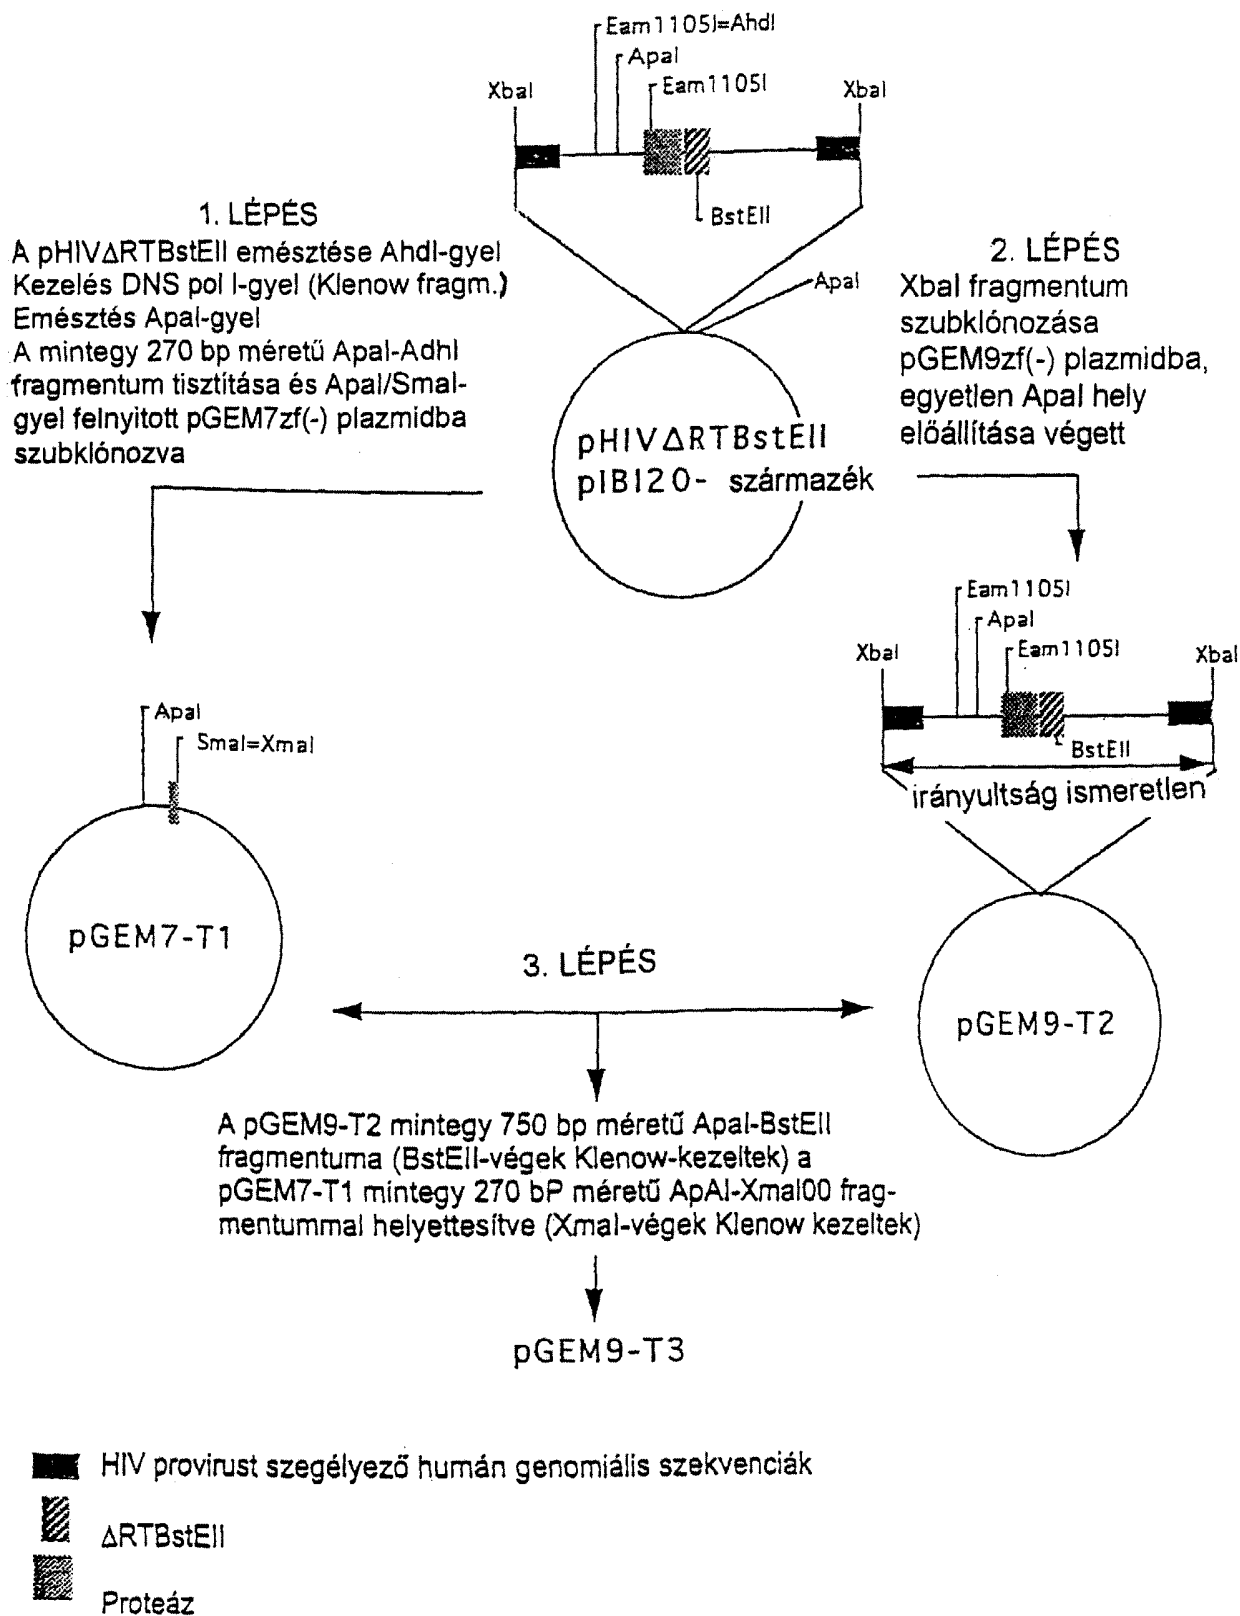 Eam1105I=AhdI
ApaI
Eam1105I
XbaI
XbaI
BstEII
1. LÉPÉS
A pHIVΔRTBstEII emésztése AhdI-gyel
Kezelés DNS pol I-gyel (Klenow fragm.)
Emésztés ApaI-gyel
A mintegy 270 bp méretű ApaI-AdhI
fragmentum tisztítása és ApaI/SmaI-
gyel felnyitott pGEM7zf(-) plazmidba
szubklónozva
2. LÉPÉS
XbaI fragmentum
szubklónozása
pGEM9zf(-) plazmidba,
egyetlen ApaI hely
előállítása végett
ApaI
pHIVΔRTBstEII
pIBI20- származék
Eam1105I
ApaI
Eam1105I
XbaI
XbaI
BstEII
irányultság ismeretlen
ApaI
SmaI=XmaI
pGEM7-T1
3. LÉPÉS
pGEM9-T2
A pGEM9-T2 mintegy 750 bp méretű ApaI-BstEII
fragmentuma (BstEII-végek Klenow-kezeltek) a
pGEM7-T1 mintegy 270 bP méretű ApAI-XmaI00 frag-
mentummal helyettesítve (XmaI-végek Klenow kezeltek)
pGEM9-T3
HIV provirust szegélyező humán genomiális szekvenciák
ΔRTBstEII
Proteáz